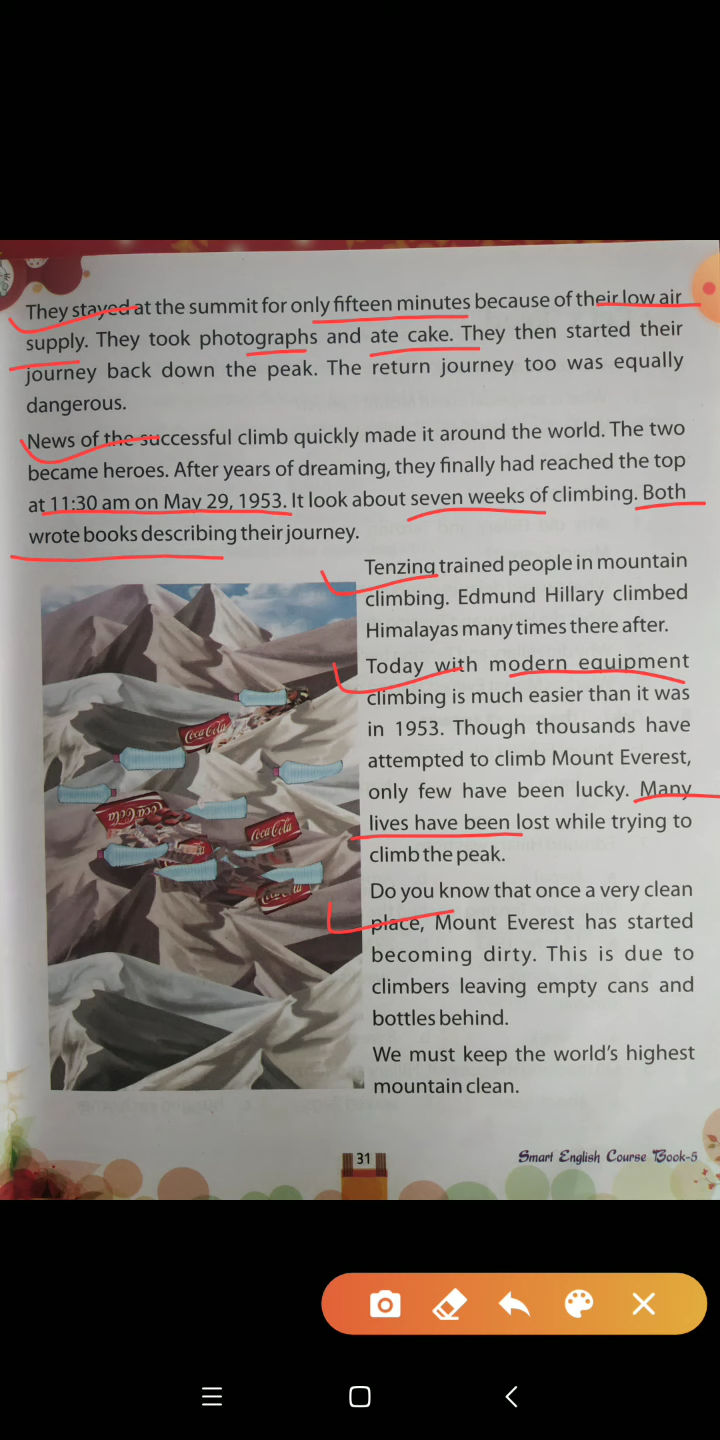 They stayed at the summit for only fifteen minutes because of their low air
supply. They took photographs and ate cake. They then started their
journey back down the peak. The return journey too was equally
dangerous.
News of the successful climb quickly made it around the world. The two
became heroes. After years of dreaming, they finally had reached the top
at 11:30 am on May 29, 1953. It look about seven weeks of climbing. Both
wrote books describing their journey.
Tenzing trained people in mountain
climbing. Edmund Hillary climbed
Himalayas many times there after.
Today with modern equipment
climbing is much easier than it was
in 1953. Though thousands have
attempted to climb Mount Everest,
only few have been lucky. Many
lives have been lost while trying to
climb the peak.
Do you know that once a very clean
place, Mount Everest has started
becoming dirty. This is due to
climbers leaving empty cans and
bottles behind.
We must keep the world's highest
mountain clean.
Coca-Cola
Coca-Cola
Coca-Cola
31
Smart English Course Book-5